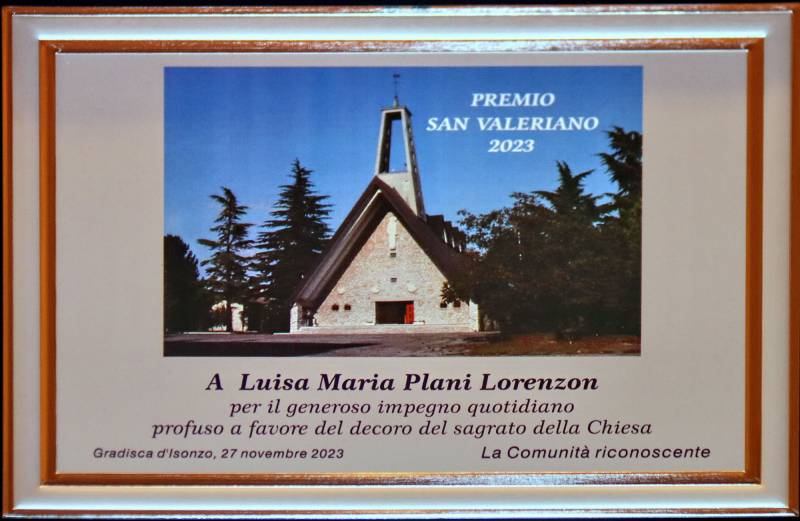 PREMIO
SAN VALERIANO
2023
A Luisa Maria Plani Lorenzon
per il generoso impegno quotidiano
profuso a favore del decoro del sagrato della Chiesa
Gradisca d'Isonzo, 27 novembre 2023 La Comunità riconoscente